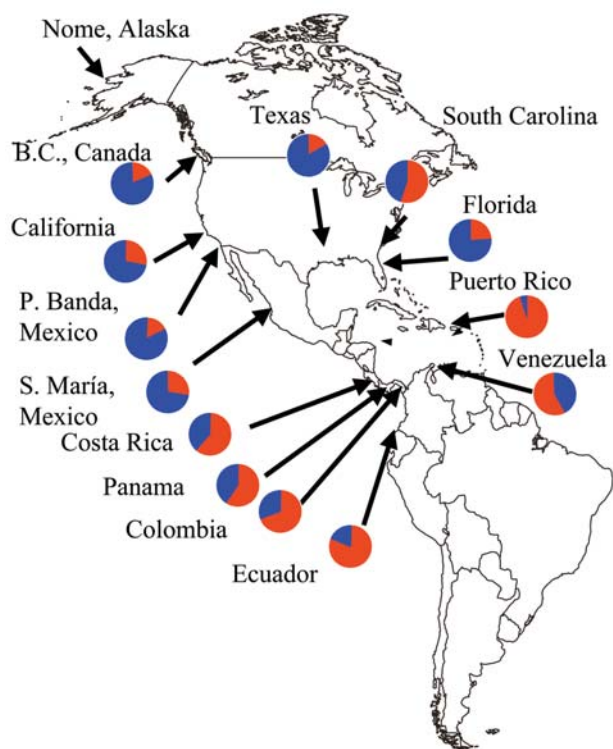 Nome, Alaska
Texas
South Carolina
B.C., Canada
Florida
California
Puerto Rico
P. Banda,
Mexico
Venezuela
S. María,
Mexico
Costa Rica
Panama
Colombia
Ecuador